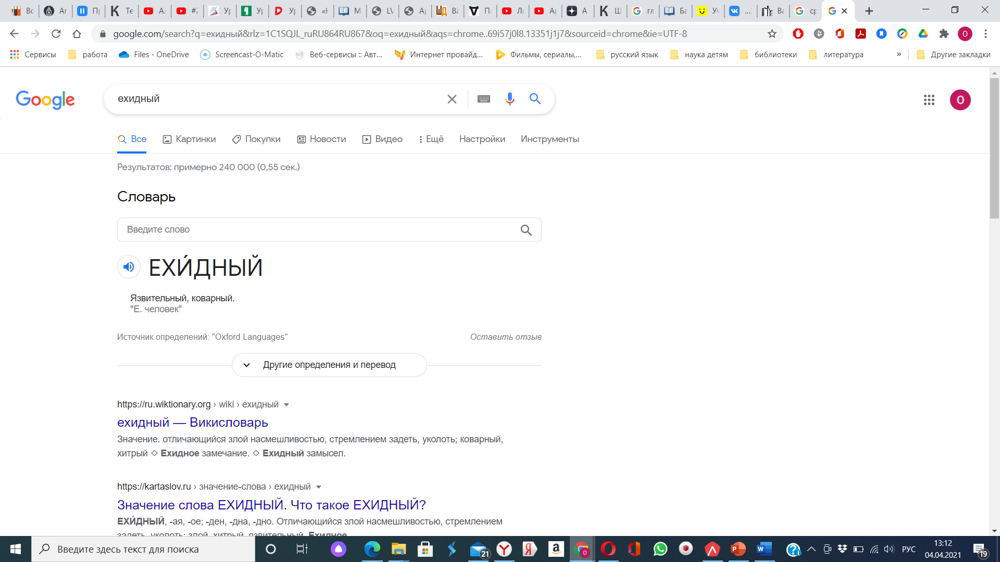 google.com/search?q=ехидный&rlz=1C1SQJL_ruRU864RU867&oq=ехидный&aqs=chrome..69i57j0l8.13351j1j7&sourceid=chrome&ie=UTF-8
Сервисы работа Files - OneDrive Screencast-O-Matic Веб-сервисы :: Авт... Интернет провайд... Фильмы, сериалы,... русский язык наука детям библиотеки литература » Другие закладки
Google ехидный O
Все Картинки Покупки Новости Видео Ещё Настройки Инструменты
Результатов: примерно 240 000 (0,55 сек.)
Словарь
Введите слово
ЕХИ́ДНЫЙ
Язвительный, коварный.
"Е. человек"
Источник определений: "Oxford Languages" Оставить отзыв
Другие определения и перевод
https://ru.wiktionary.org › wiki › ехидный
ехидный — Викисловарь
Значение. отличающийся злой насмешливостью, стремлением задеть, уколоть; коварный,
хитрый ◇ Ехидное замечание. ◇ Ехидный замысел.
https://kartaslov.ru › значение-слова › ехидный
Значение слова ЕХИДНЫЙ. Что такое ЕХИДНЫЙ?
ЕХИ́ДНЫЙ, -ая, -ое; -ден, -дна, -дно. Отличающийся злой насмешливостью, стремлением
задеть, уколоть; злой, хитрый, язвительный. Ехидное
Введите здесь текст для поиска 21 РУС 13:12
04.04.2021 19